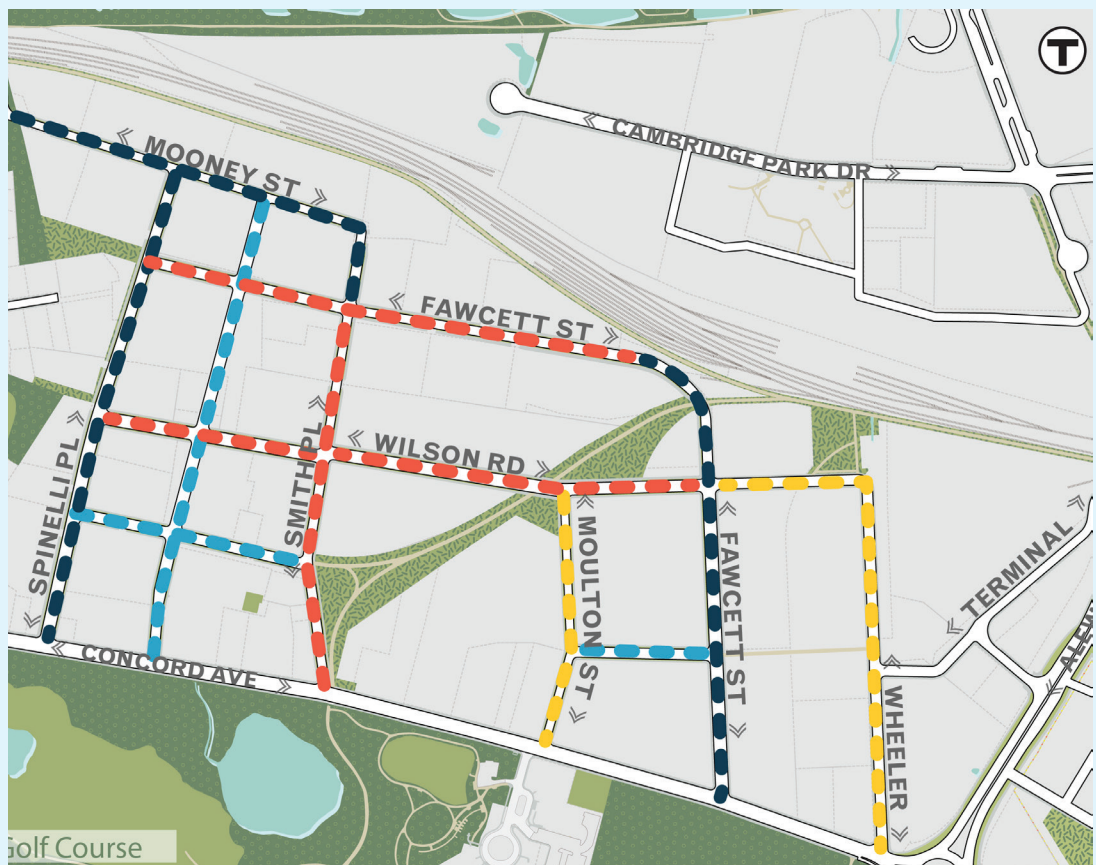 T
CAMBRIDGE PARK DR
MOONEY ST
FAWCETT ST
WILSON RD
SMITH PL
SPINELLI PL
MOULTON ST
FAWCETT ST
TERMINAL
WHEELER
CONCORD AVE
Golf Course